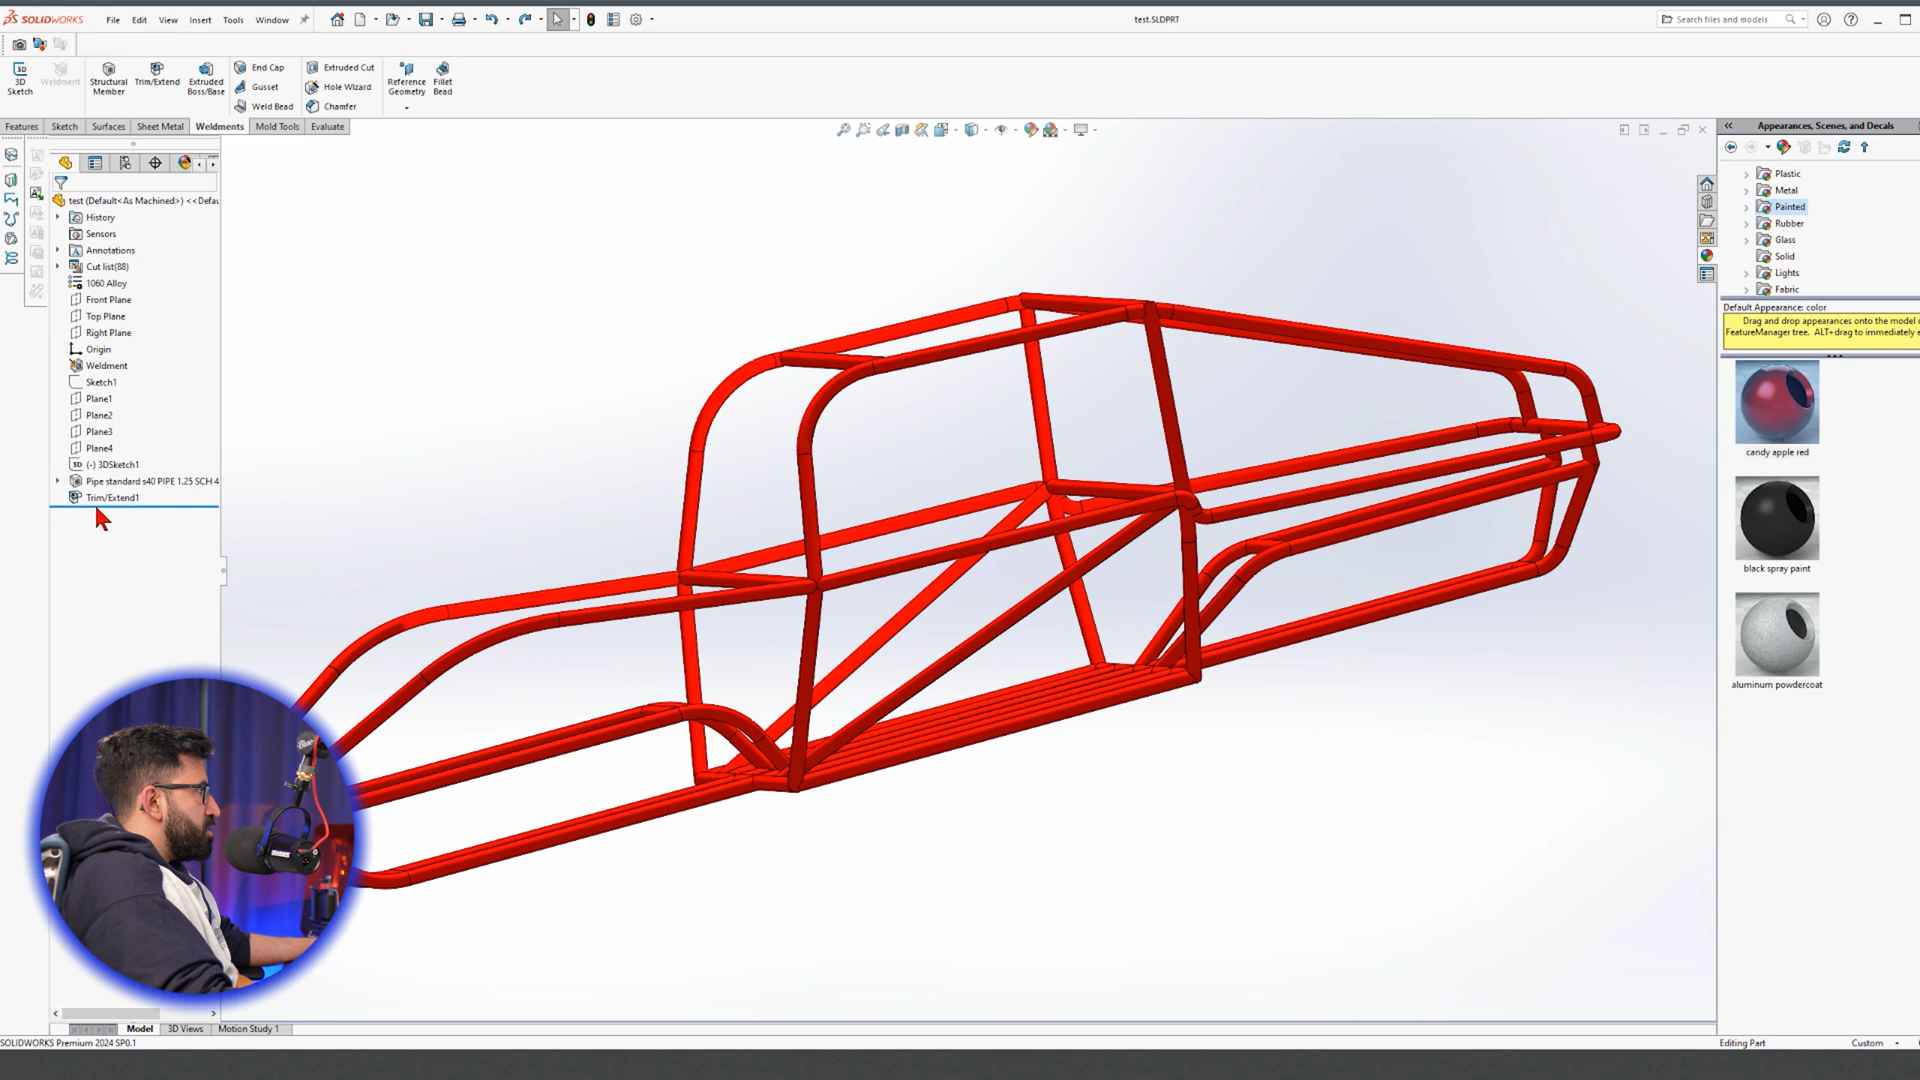 SOLIDWORKS File Edit View Insert Tools Window test.SLDPRT Search files and models
3D Sketch Weldment Structural Member Trim/Extend Extruded Boss/Base End Cap Extruded Cut Reference Geometry Fillet Bead
Gusset Hole Wizard
Weld Bead Chamfer
Features Sketch Surfaces Sheet Metal Weldments Mold Tools Evaluate
test (Default<As Machined>) <<Defau
History
Sensors
Annotations
Cut list(88)
1060 Alloy
Front Plane
Top Plane
Right Plane
Origin
Weldment
Sketch1
Plane1
Plane2
Plane3
Plane4
3D (-) 3DSketch1
Pipe standard s40 PIPE 1.25 SCH 4
Trim/Extend1
Appearances, Scenes, and Decals
Plastic
Metal
Painted
Rubber
Glass
Solid
Lights
Fabric
Default Appearance: color
Drag and drop appearances onto the model
FeatureManager tree. ALT+drag to immediately e
candy apple red
black spray paint
aluminum powdercoat
Model 3D Views Motion Study 1
SOLIDWORKS Premium 2024 SP0.1 Editing Part Custom